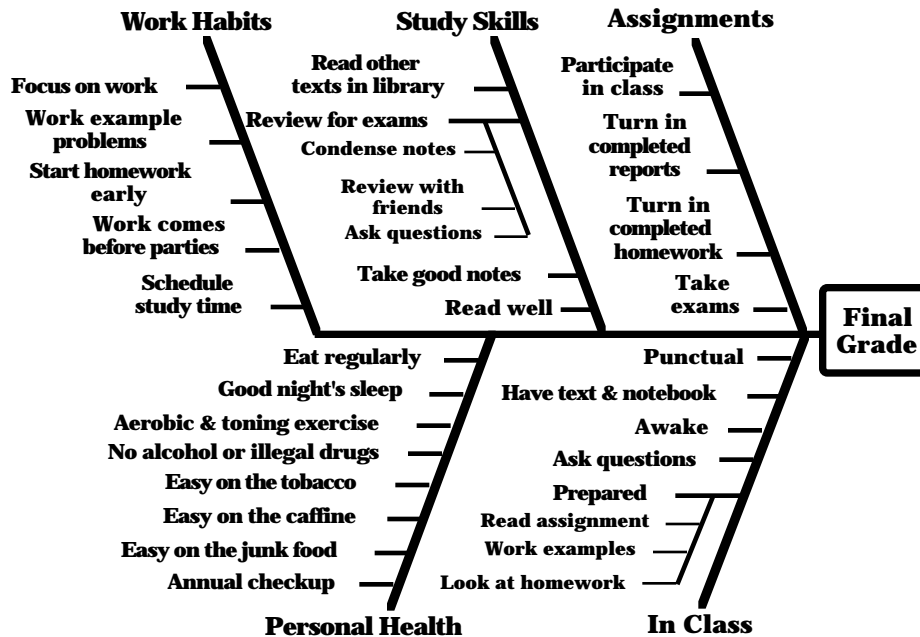 Work Habits
Focus on work
Work example
problems
Start homework
early
Work comes
before parties
Schedule
study time
Study Skills
Read other
texts in library
Review for exams
Condense notes
Review with
friends
Ask questions
Take good notes
Read well
Assignments
Participate
in class
Turn in
completed
reports
Turn in
completed
homework
Take
exams
Final
Grade
Eat regularly
Good night's sleep
Aerobic & toning exercise
No alcohol or illegal drugs
Easy on the tobacco
Easy on the caffine
Easy on the junk food
Annual checkup
Personal Health
Punctual
Have text & notebook
Awake
Ask questions
Prepared
Read assignment
Work examples
Look at homework
In Class